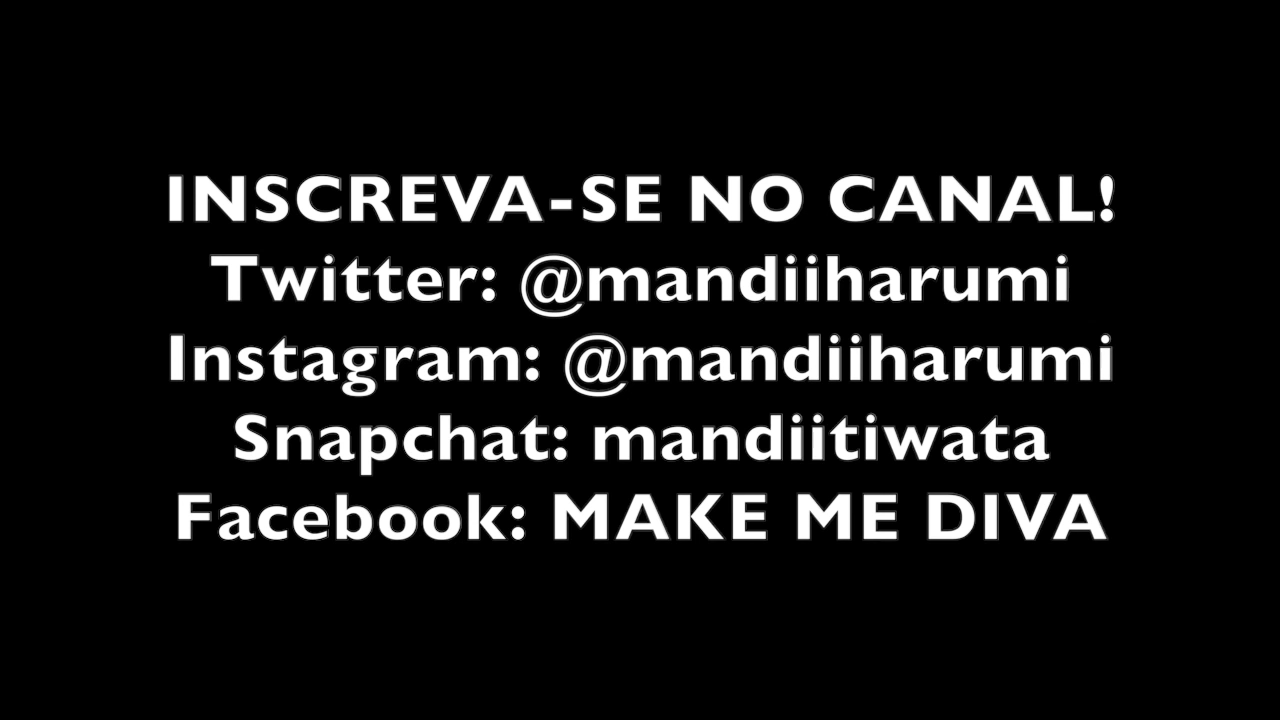 INSCREVA-SE NO CANAL!
Twitter: @mandiiharumi
Instagram: @mandiiharumi
Snapchat: mandiitiwata
Facebook: MAKE ME DIVA